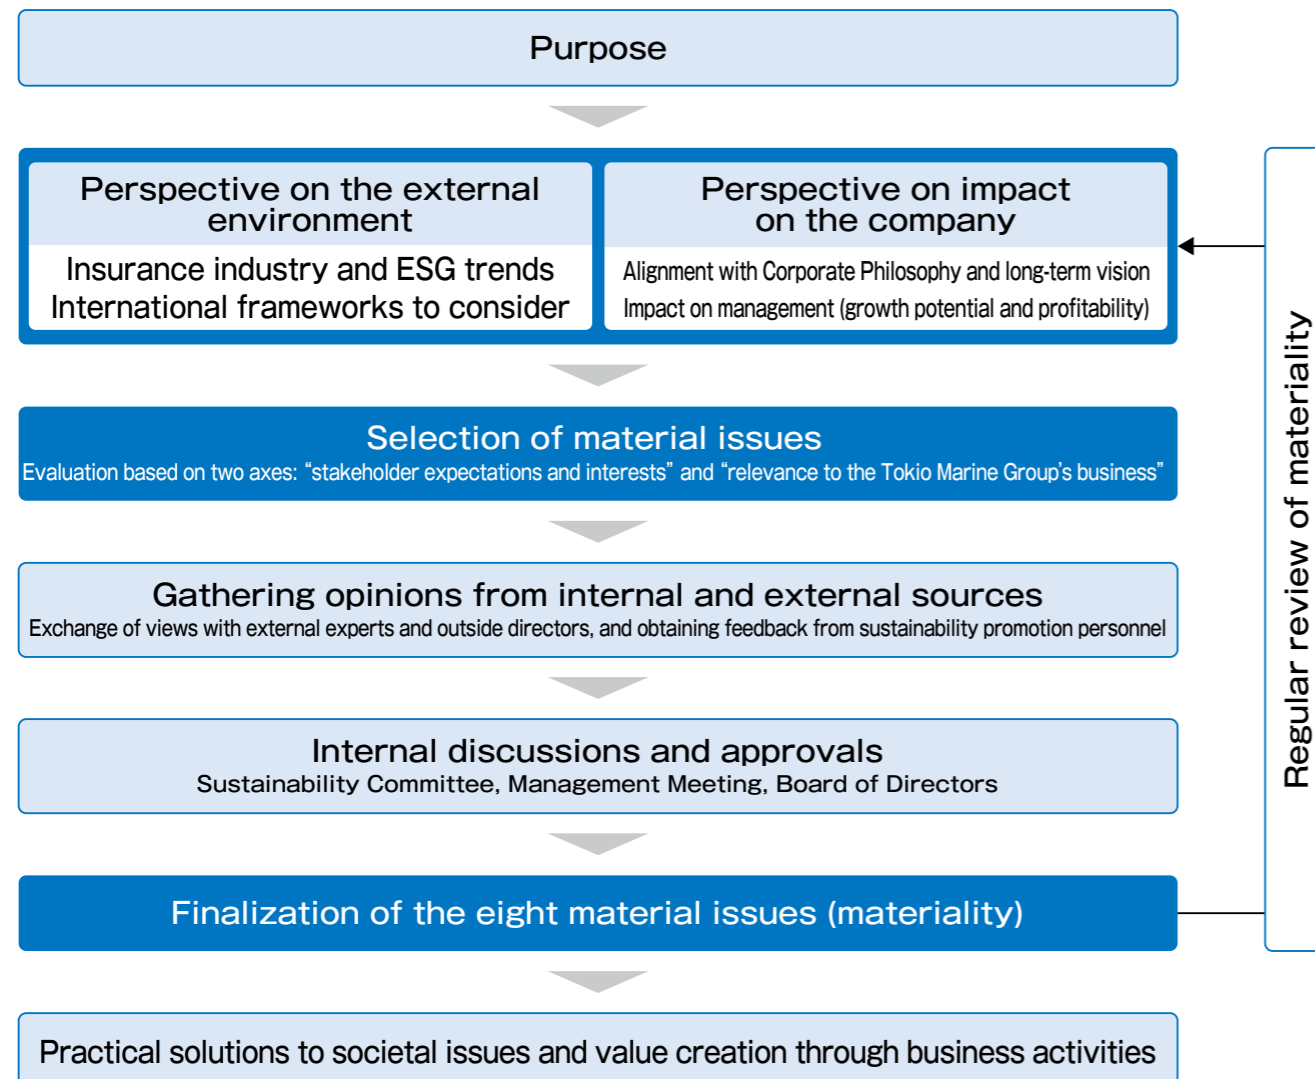 Purpose
Perspective on the external
environment
Insurance industry and ESG trends
International frameworks to consider
Perspective on impact
on the company
Alignment with Corporate Philosophy and long-term vision
Impact on management (growth potential and profitability)
Selection of material issues
Evaluation based on two axes: “stakeholder expectations and interests” and “relevance to the Tokio Marine Group’s business”
Gathering opinions from internal and external sources
Exchange of views with external experts and outside directors, and obtaining feedback from sustainability promotion personnel
Internal discussions and approvals
Sustainability Committee, Management Meeting, Board of Directors
Finalization of the eight material issues (materiality)
Practical solutions to societal issues and value creation through business activities
Regular review of materiality